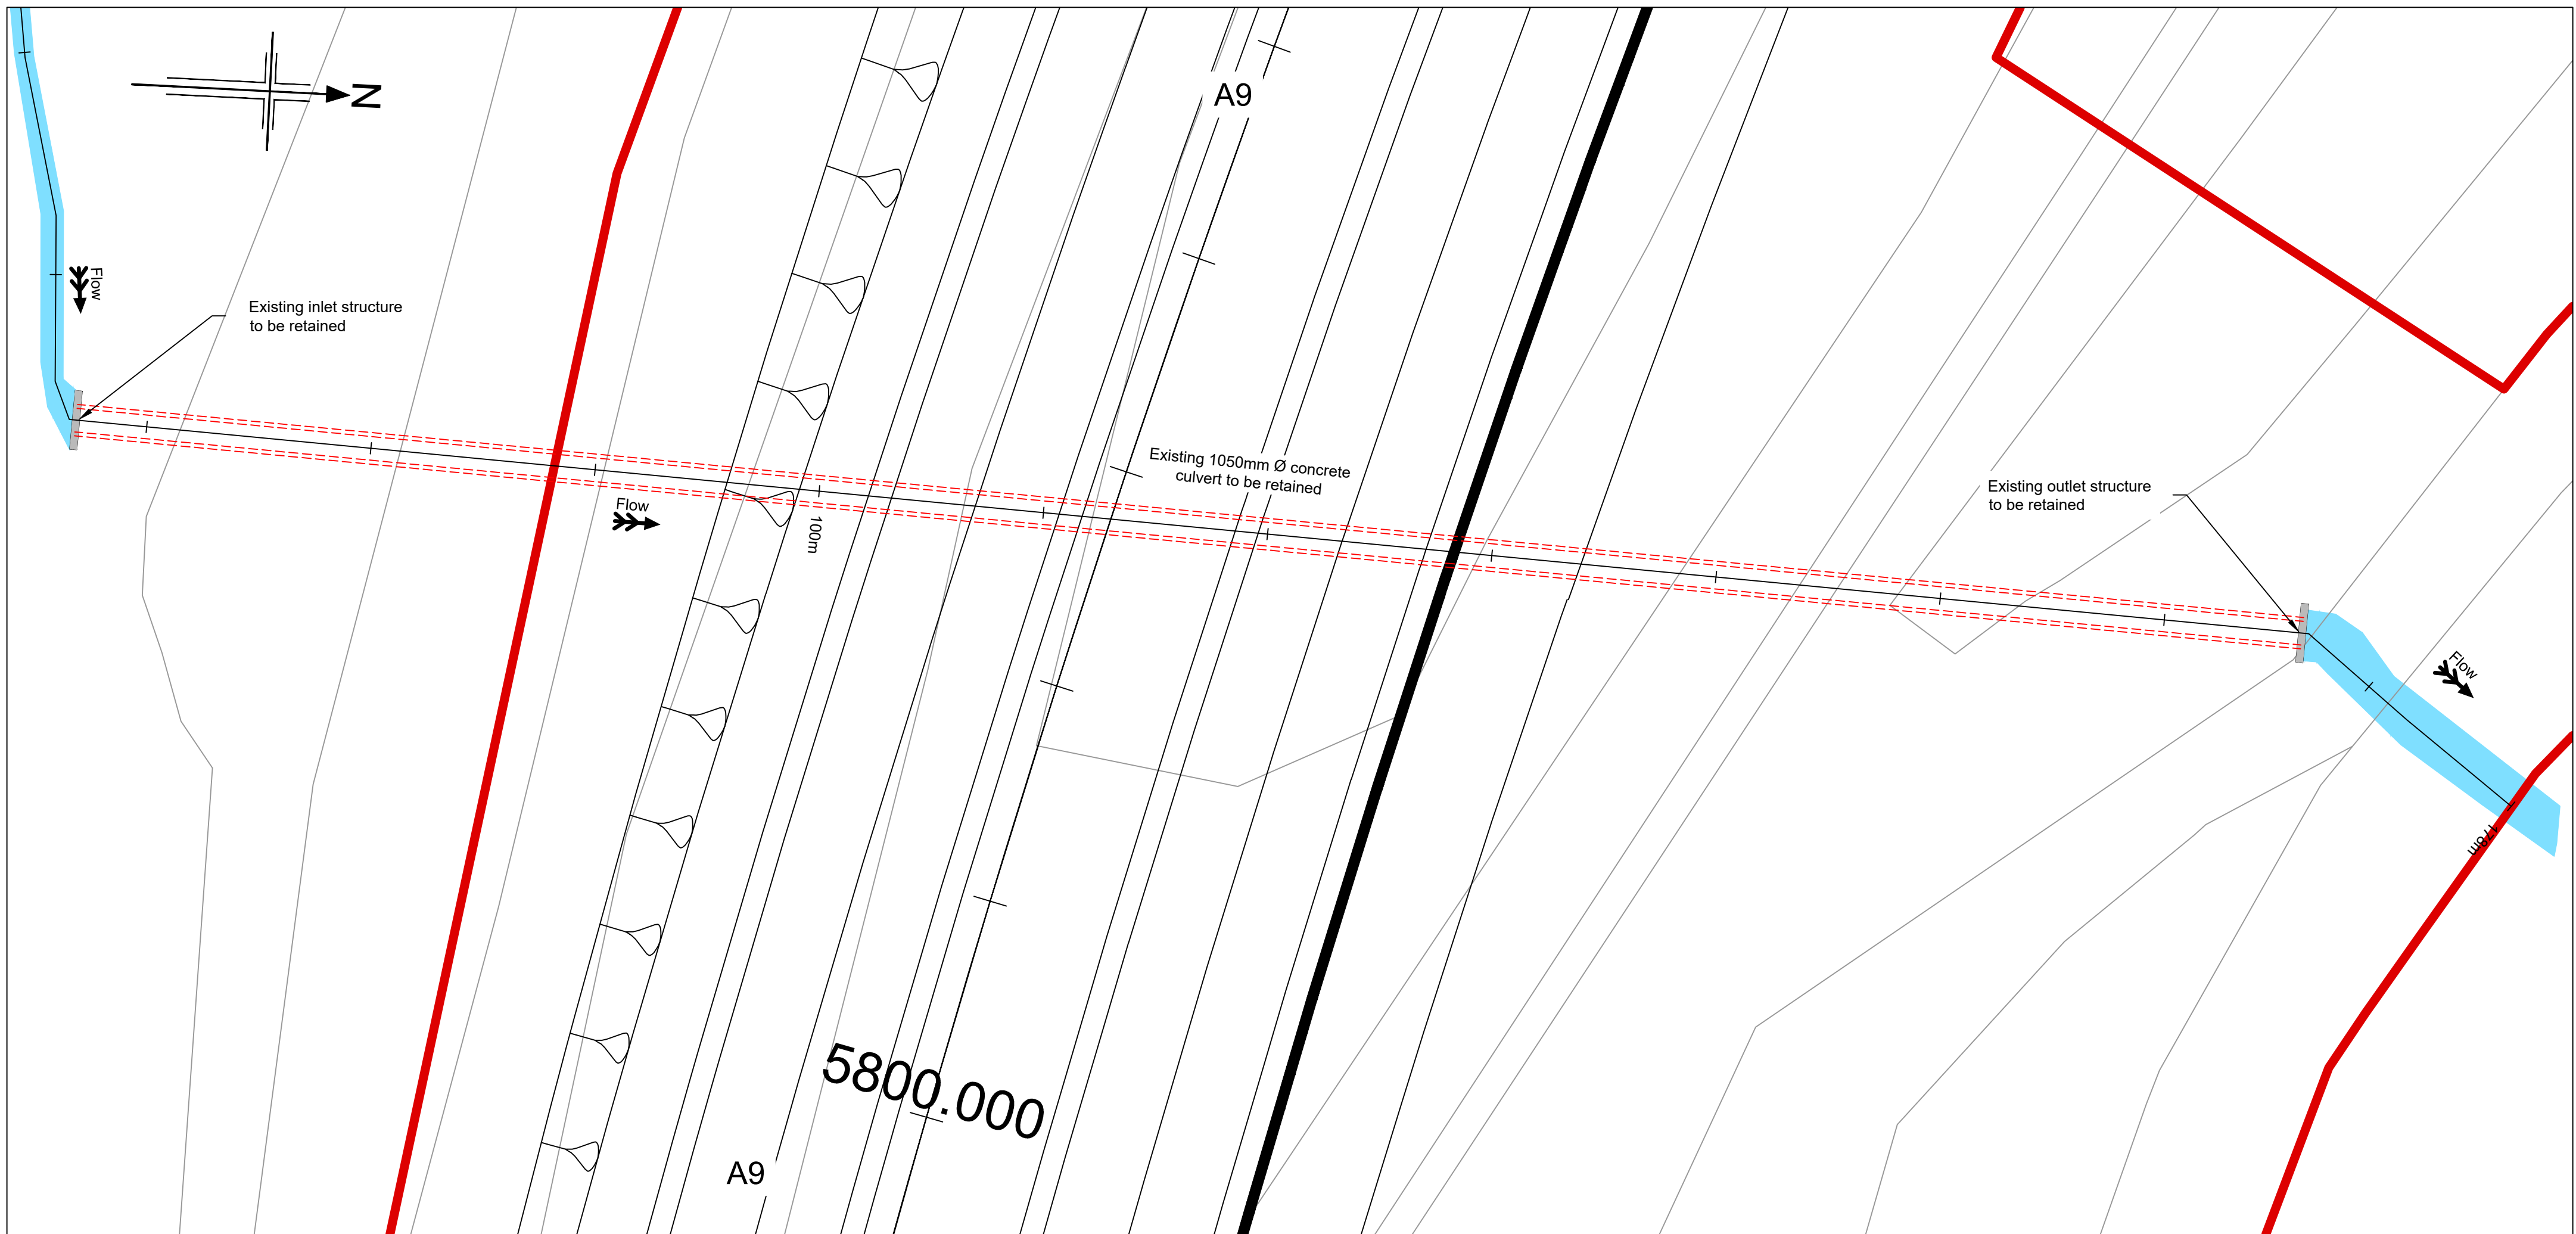 N
A9
Flow
Existing inlet structure
to be retained
Existing 1050mm Ø concrete
culvert to be retained
Existing outlet structure
to be retained
Flow
100m
Flow
178m
5800.000
A9